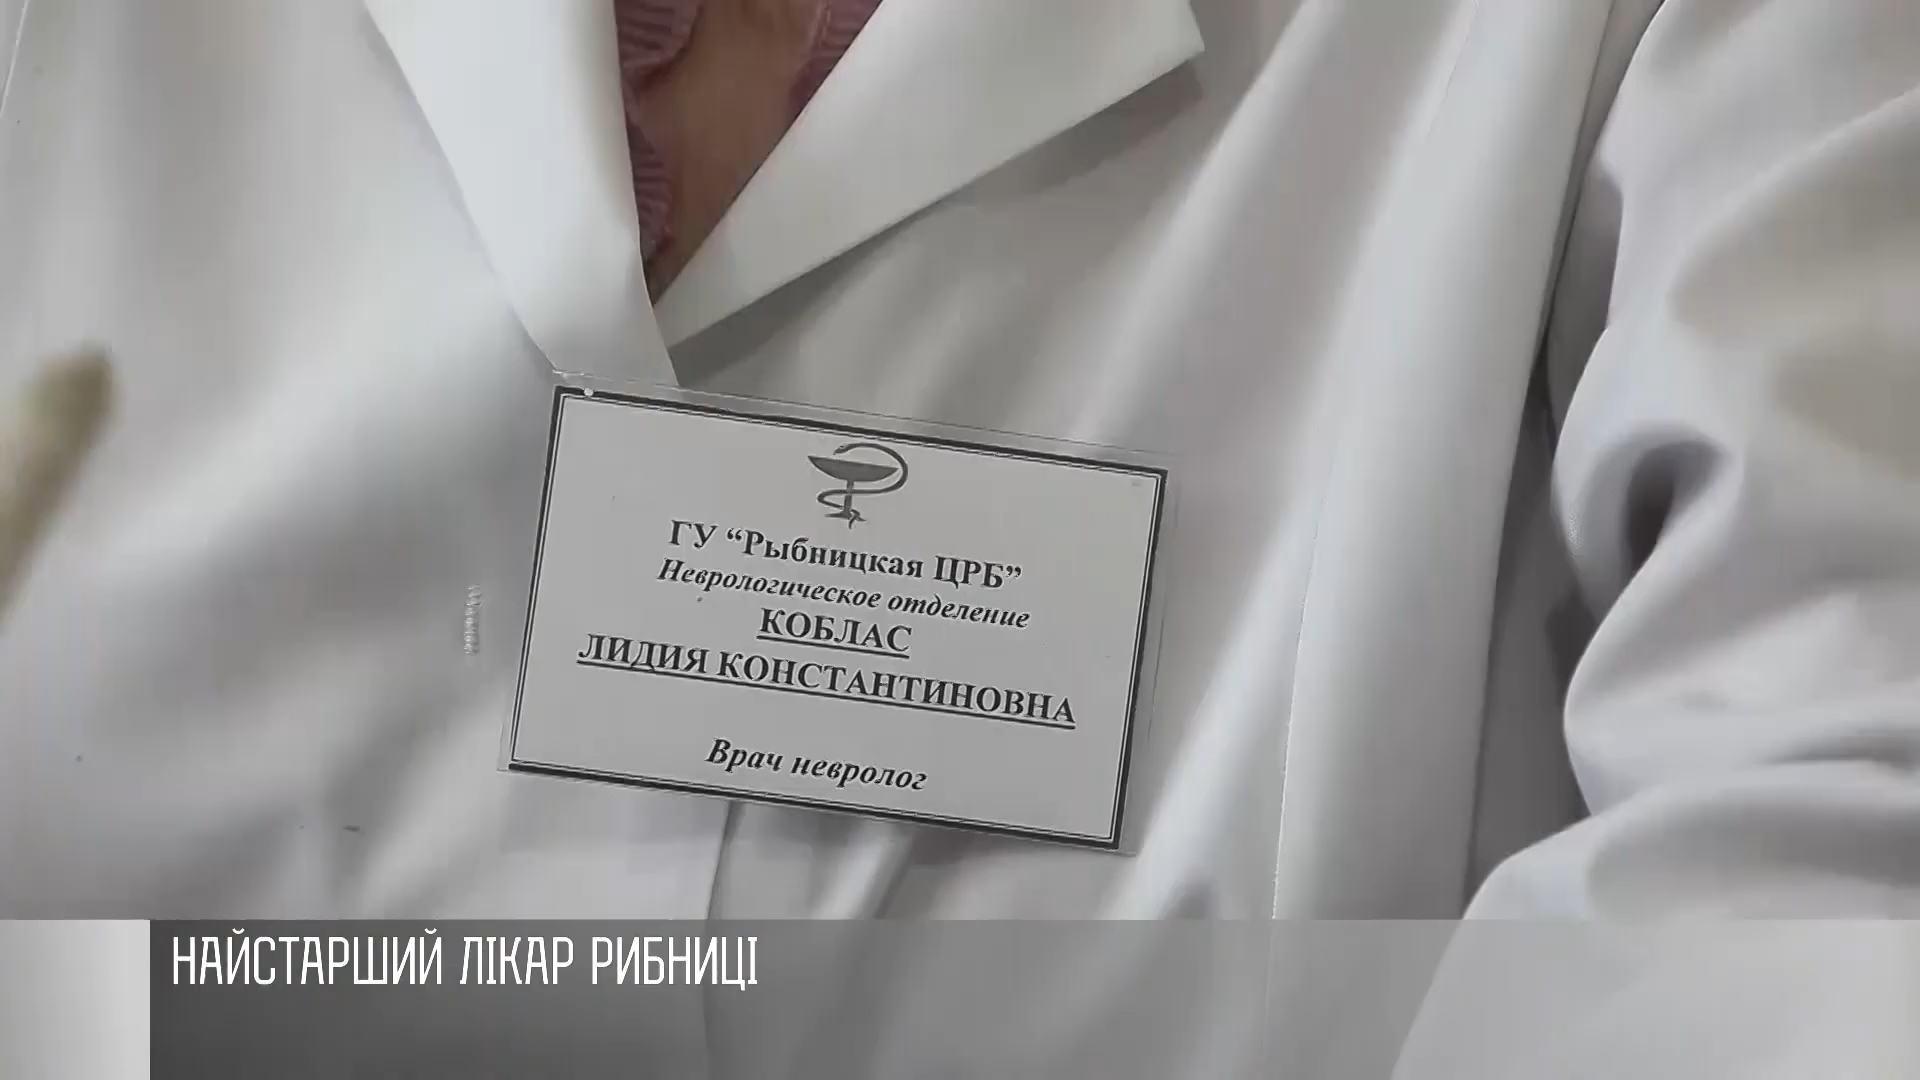 ГУ “Рыбницкая ЦРБ”
Неврологическое отделение
КОБЛАС
ЛИДИЯ КОНСТАНТИНОВНА
Врач невролог
НАЙСТАРШИЙ ЛІКАР РИБНИЦІ